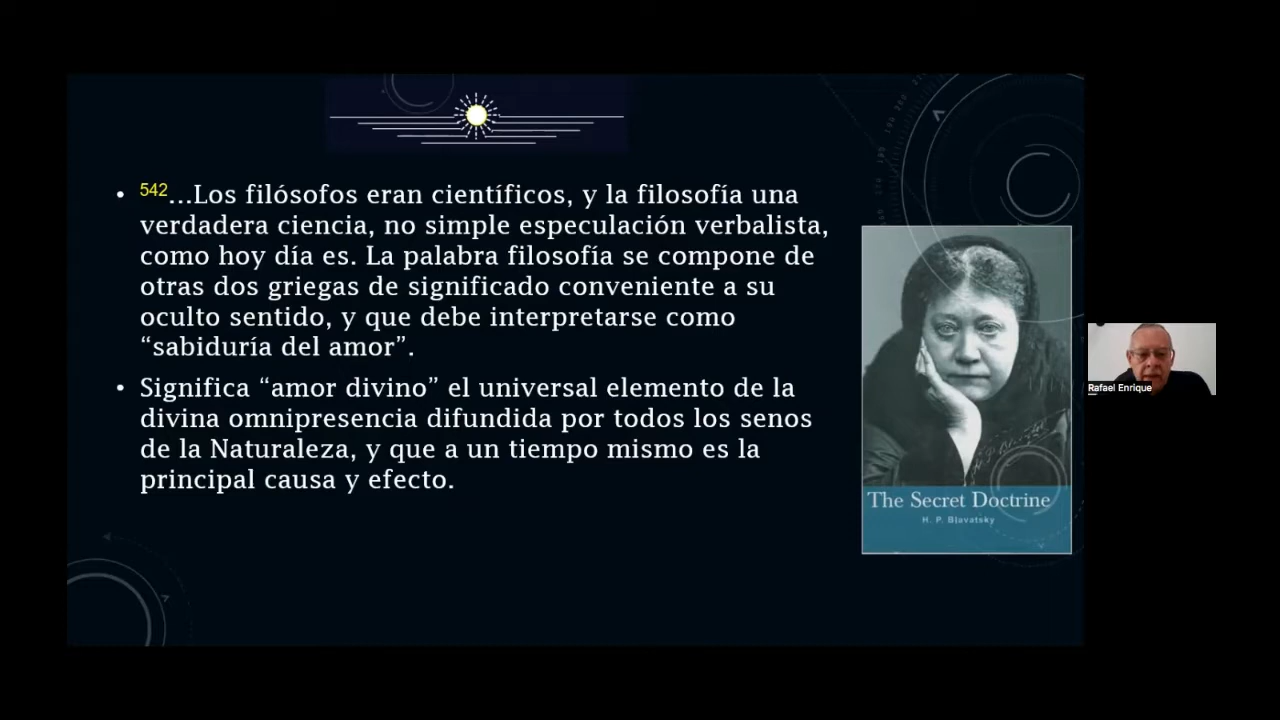 542...Los filósofos eran científicos, y la filosofía una
verdadera ciencia, no simple especulación verbalista,
como hoy día es. La palabra filosofía se compone de
otras dos griegas de significado conveniente a su
oculto sentido, y que debe interpretarse como
“sabiduría del amor”.
Significa “amor divino” el universal elemento de la
divina omnipresencia difundida por todos los senos
de la Naturaleza, y que a un tiempo mismo es la
principal causa y efecto.
The Secret Doctrine
H. P. Blavatsky
Rafael Enrique